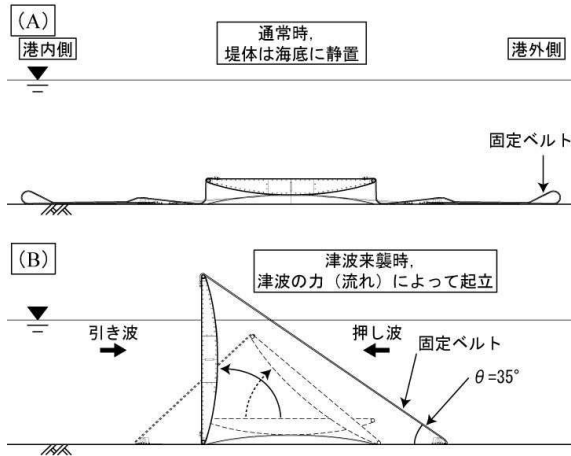 (A)
通常時,
堤体は海底に静置
港内側
港外側
固定ベルト
(B)
津波来襲時,
津波の力（流れ）によって起立
引き波
押し波
固定ベルト
θ=35°